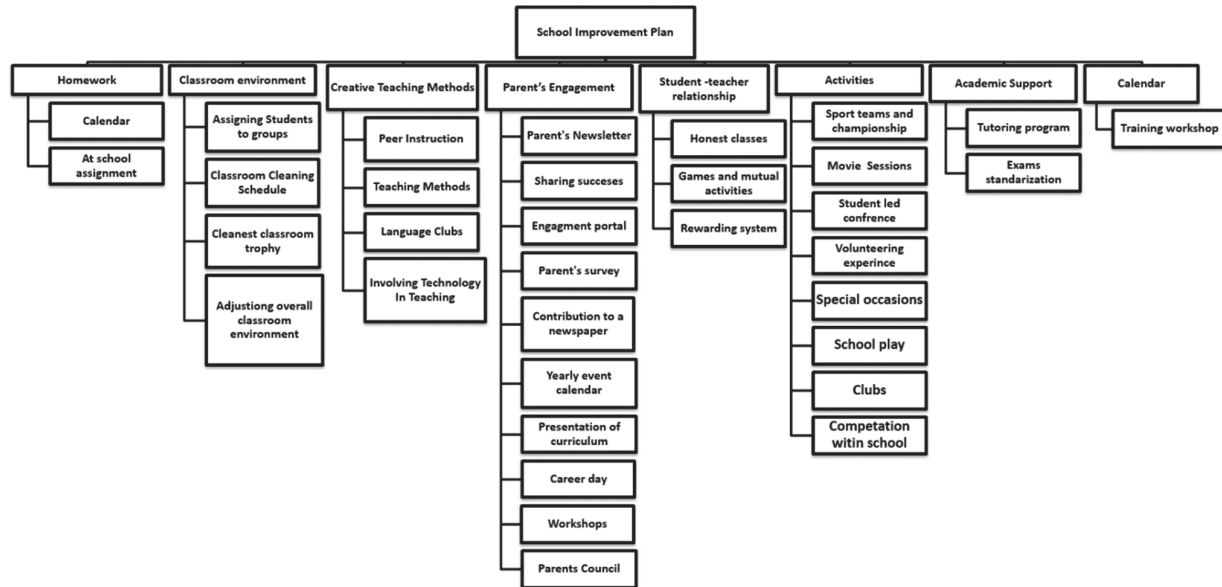 School Improvement Plan
Homework
Calendar
At school
assignment
Classroom environment
Assigning Students
to groups
Classroom Cleaning
Schedule
Cleanest classroom
trophy
Adjustiong overall
classroom
environment
Creative Teaching Methods
Peer Instruction
Teaching Methods
Language Clubs
Involving Technology
In Teaching
Parent's Engagement
Parent's Newsletter
Sharing succeses
Engagment portal
Parent's survey
Contribution to a
newspaper
Yearly event
calendar
Presentation of
curriculum
Career day
Workshops
Parents Council
Student -teacher
relationship
Honest classes
Games and mutual
activities
Rewarding system
Activities
Sport teams and
championship
Movie Sessions
Student led
confrence
Volunteering
experince
Special occasions
School play
Clubs
Competation
witin school
Academic Support
Tutoring program
Exams
standarization
Calendar
Training workshop